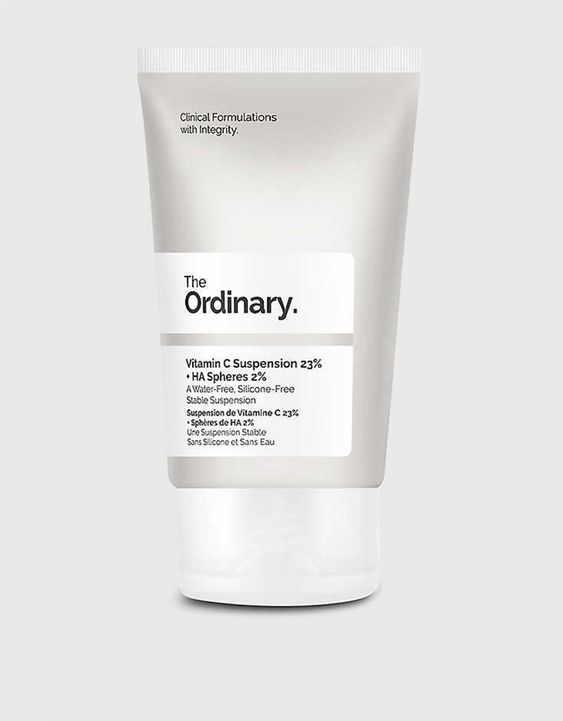 Clinical Formulations
with Integrity.
The
Ordinary.
Vitamin C Suspension 23%
+ HA Spheres 2%
A Water-Free, Silicone-Free
Stable Suspension
Suspension de Vitamine C 23%
+ Sphères de HA 2%
Une Suspension Stable
Sans Silicone et Sans Eau